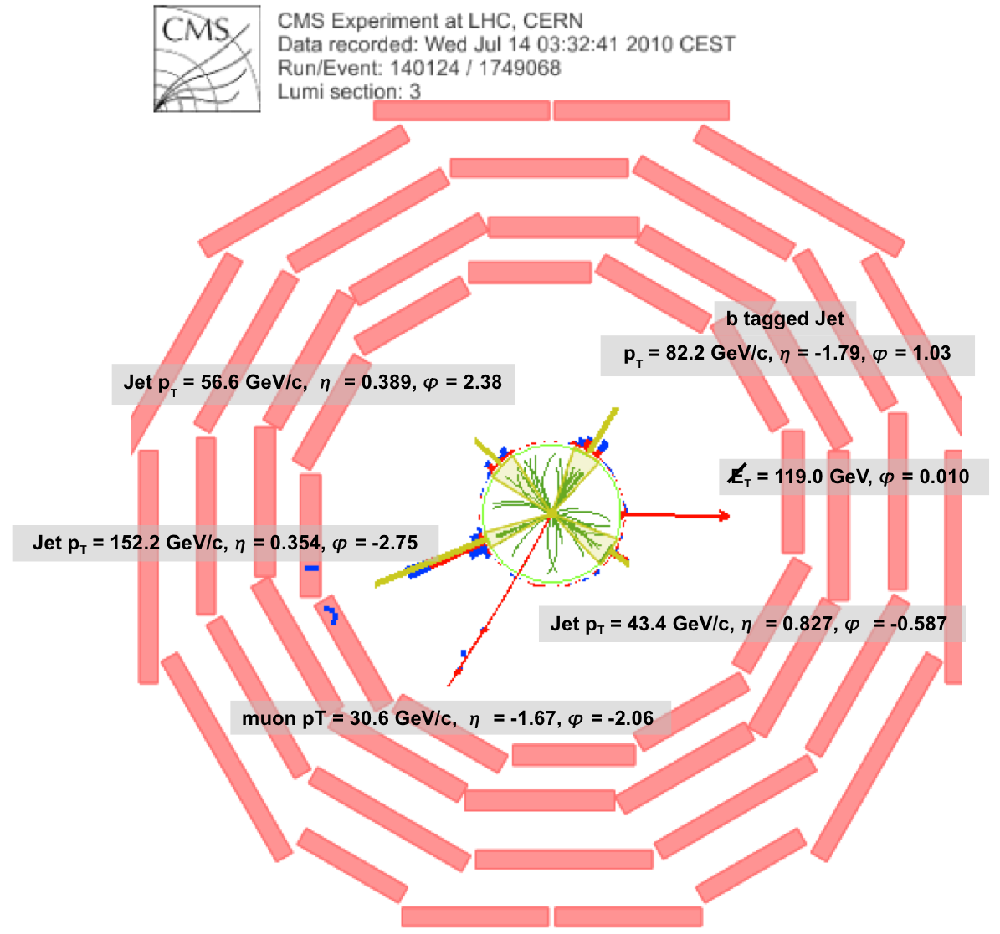 CMS
CMS Experiment at LHC, CERN
Data recorded: Wed Jul 14 03:32:41 2010 CEST
Run/Event: 140124 / 1749068
Lumi section: 3
b tagged Jet
pT = 82.2 GeV/c, η = -1.79, φ = 1.03
Jet pT = 56.6 GeV/c, η = 0.389, φ = 2.38
E̸T = 119.0 GeV, φ = 0.010
Jet pT = 152.2 GeV/c, η = 0.354, φ = -2.75
Jet pT = 43.4 GeV/c, η = 0.827, φ = -0.587
muon pT = 30.6 GeV/c, η = -1.67, φ = -2.06